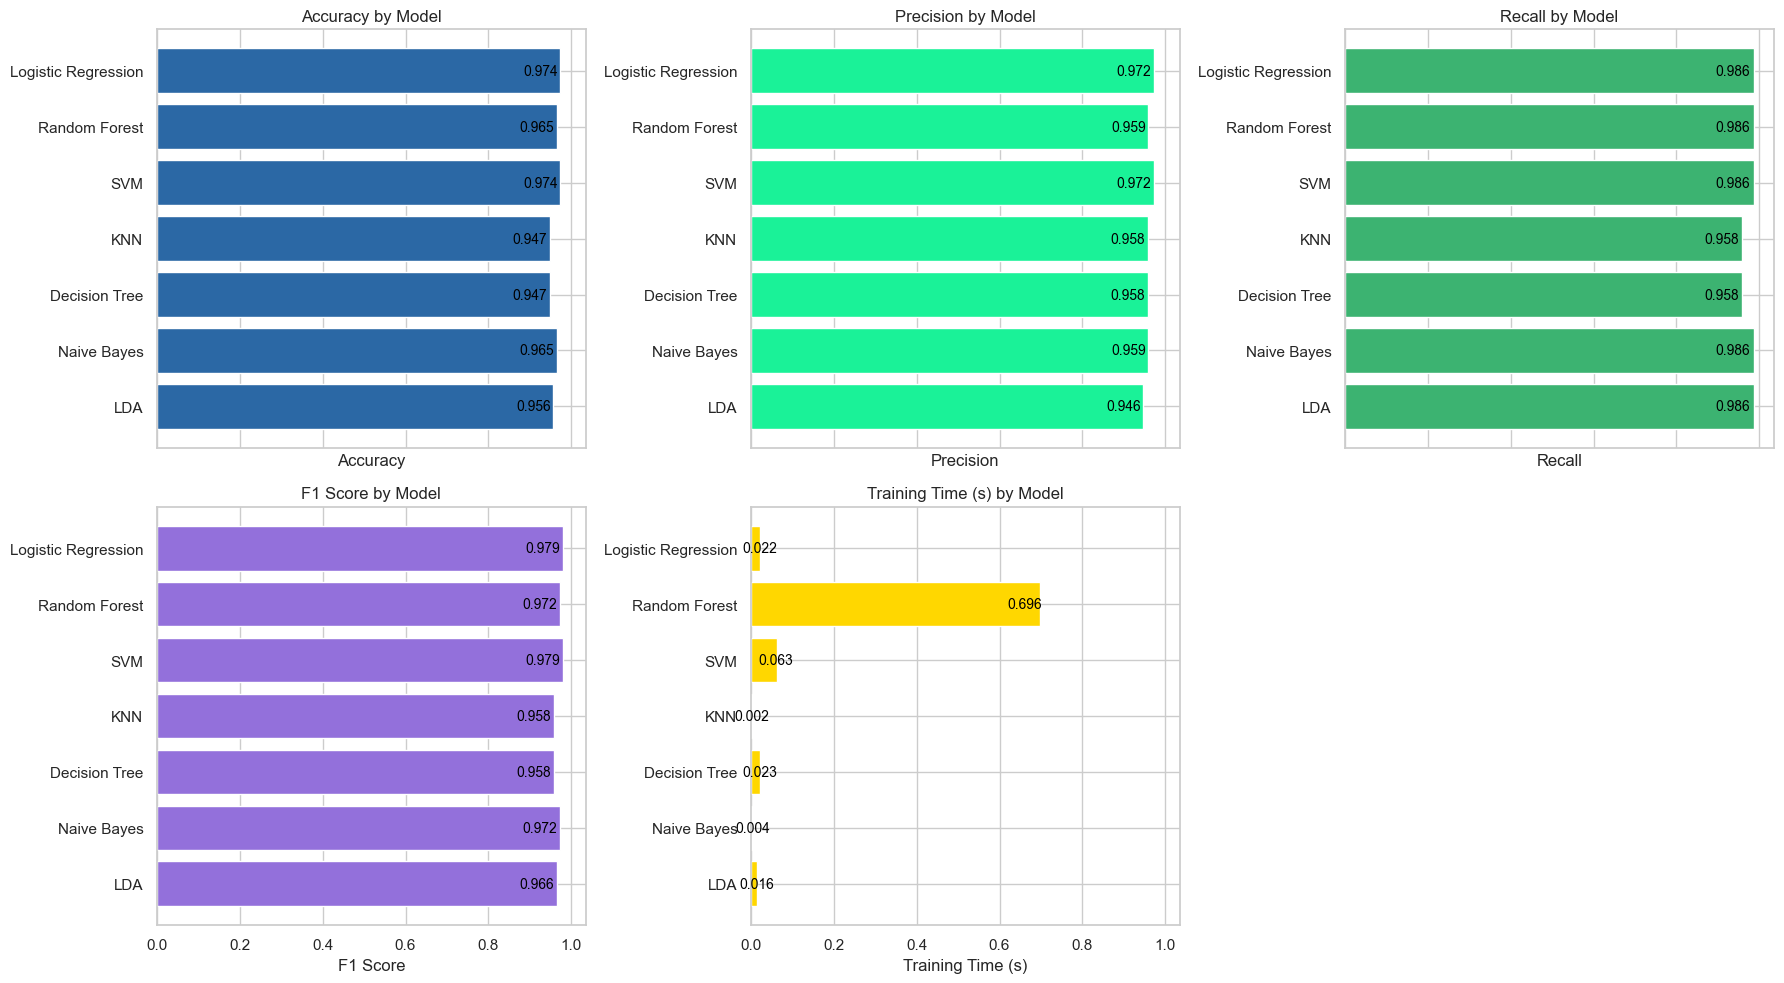 Accuracy by Model
Logistic Regression 0.974
Random Forest 0.965
SVM 0.974
KNN 0.947
Decision Tree 0.947
Naive Bayes 0.965
LDA 0.956
Accuracy
Precision by Model
Logistic Regression 0.972
Random Forest 0.959
SVM 0.972
KNN 0.958
Decision Tree 0.958
Naive Bayes 0.959
LDA 0.946
Precision
Recall by Model
Logistic Regression 0.986
Random Forest 0.986
SVM 0.986
KNN 0.958
Decision Tree 0.958
Naive Bayes 0.986
LDA 0.986
Recall
F1 Score by Model
Logistic Regression 0.979
Random Forest 0.972
SVM 0.979
KNN 0.958
Decision Tree 0.958
Naive Bayes 0.972
LDA 0.966
0.0 0.2 0.4 0.6 0.8 1.0
F1 Score
Training Time (s) by Model
Logistic Regression 0.022
Random Forest 0.696
SVM 0.063
KNN 0.002
Decision Tree 0.023
Naive Bayes 0.004
LDA 0.016
0.0 0.2 0.4 0.6 0.8 1.0
Training Time (s)